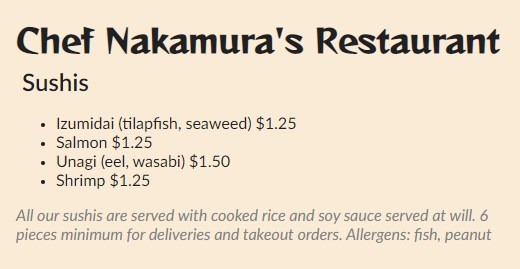 Chef Nakamura's Restaurant
Sushis
• Izumidai (tilapfish, seaweed) $1.25
• Salmon $1.25
• Unagi (eel, wasabi) $1.50
• Shrimp $1.25
All our sushis are served with cooked rice and soy sauce served at will. 6
pieces minimum for deliveries and takeout orders. Allergens: fish, peanut